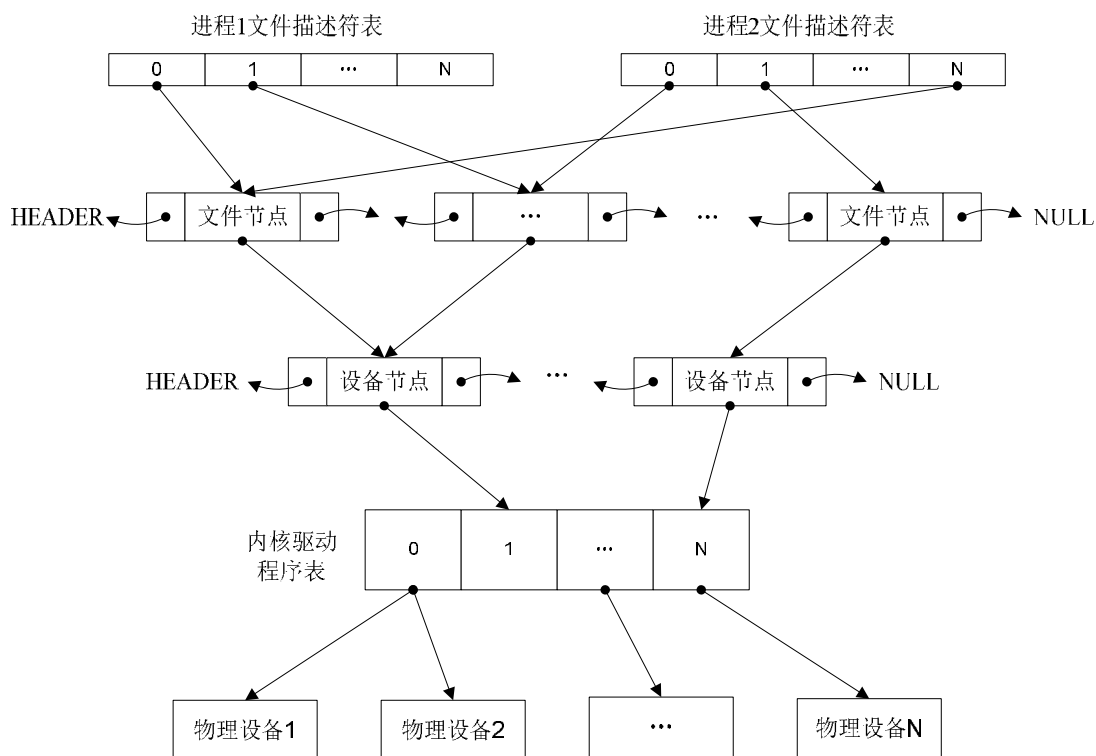 进程1文件描述符表 进程2文件描述符表
0 1 ... N 0 1 ... N
HEADER 文件节点 ... ... 文件节点 NULL
HEADER 设备节点 ... 设备节点 NULL
内核驱动
程序表
0 1 ... N
物理设备1 物理设备2 ... 物理设备N